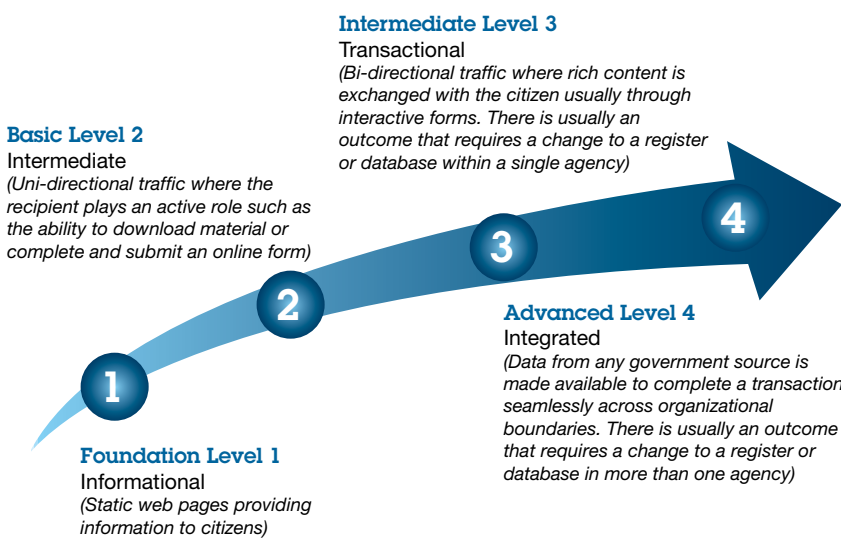 Intermediate Level 3
Transactional
(Bi-directional traffic where rich content is
exchanged with the citizen usually through
interactive forms. There is usually an
outcome that requires a change to a register
or database within a single agency)
Basic Level 2
Intermediate
(Uni-directional traffic where the
recipient plays an active role such as
the ability to download material or
complete and submit an online form)
4
3
2
1
Advanced Level 4
Integrated
(Data from any government source is
made available to complete a transaction
seamlessly across organizational
boundaries. There is usually an outcome
that requires a change to a register or
database in more than one agency)
Foundation Level 1
Informational
(Static web pages providing
information to citizens)